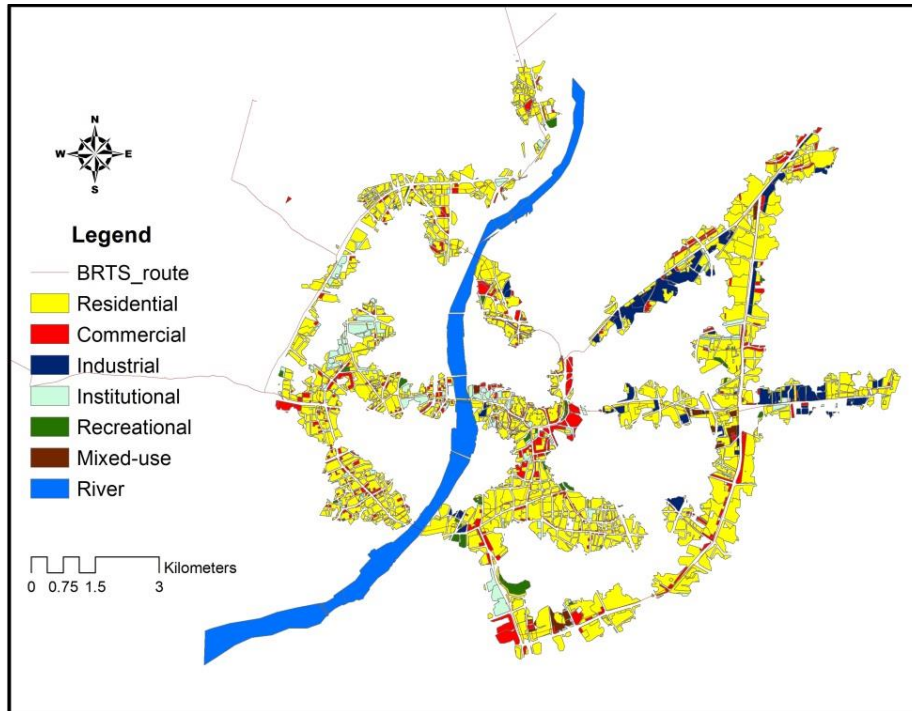 N
W E
S
Legend
BRTS_route
Residential
Commercial
Industrial
Institutional
Recreational
Mixed-use
River
Kilometers
0 0.75 1.5 3